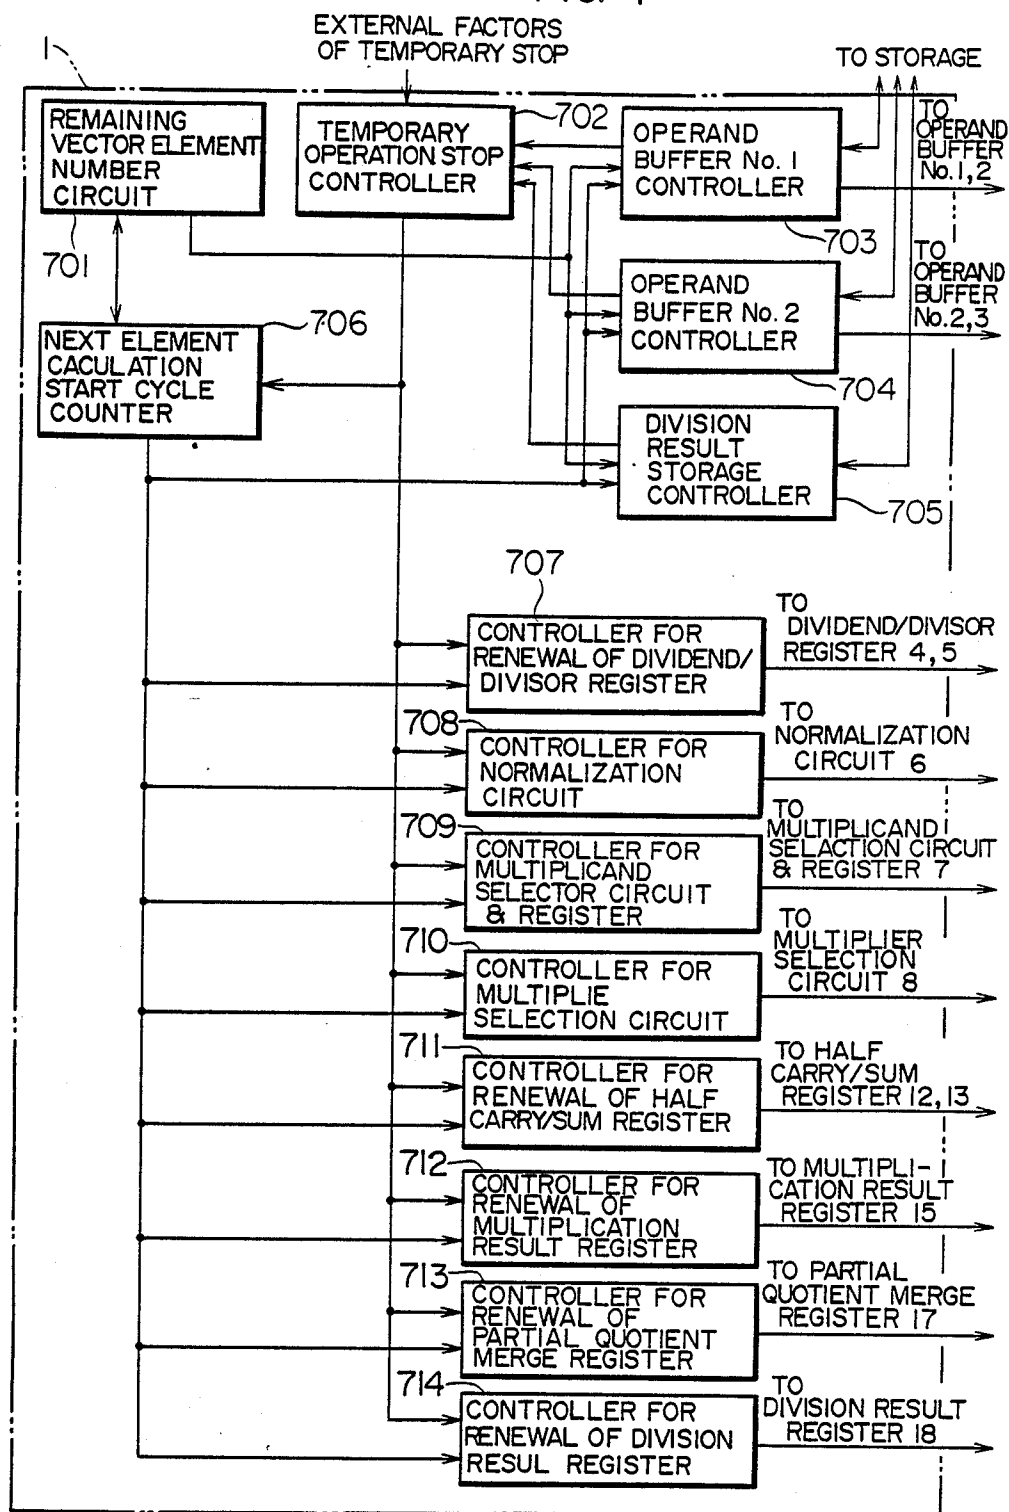 EXTERNAL FACTORS
OF TEMPORARY STOP
1
TO STORAGE
REMAINING
VECTOR ELEMENT
NUMBER
CIRCUIT
701
TEMPORARY
OPERATION STOP
CONTROLLER
702
OPERAND
BUFFER No. 1
CONTROLLER
703
TO
OPERAND
BUFFER
No.1,2
OPERAND
BUFFER No. 2
CONTROLLER
704
TO
OPERAND
BUFFER
No.2,3
706
NEXT ELEMENT
CACULATION
START CYCLE
COUNTER
DIVISION
RESULT
STORAGE
CONTROLLER
705
707
CONTROLLER FOR
RENEWAL OF DIVIDEND/
DIVISOR REGISTER
TO
DIVIDEND/DIVISOR
REGISTER 4,5
708
CONTROLLER FOR
NORMALIZATION
CIRCUIT
TO
NORMALIZATION
CIRCUIT 6
709
CONTROLLER FOR
MULTIPLICAND
SELECTOR CIRCUIT
& REGISTER
TO
MULTIPLICAND
SELACTION CIRCUIT
& REGISTER 7
710
CONTROLLER FOR
MULTIPLIE
SELECTION CIRCUIT
TO
MULTIPLIER
SELECTION
CIRCUIT 8
711
CONTROLLER FOR
RENEWAL OF HALF
CARRY/SUM REGISTER
TO HALF
CARRY/SUM
REGISTER 12,13
712
CONTROLLER FOR
RENEWAL OF
MULTIPLICATION
RESULT REGISTER
TO MULTIPLI-
CATION RESULT
REGISTER 15
713
CONTROLLER FOR
RENEWAL OF
PARTIAL QUOTIENT
MERGE REGISTER
TO PARTIAL
QUOTIENT MERGE
REGISTER 17
714
CONTROLLER FOR
RENEWAL OF DIVISION
RESUL REGISTER
TO
DIVISION RESULT
REGISTER 18